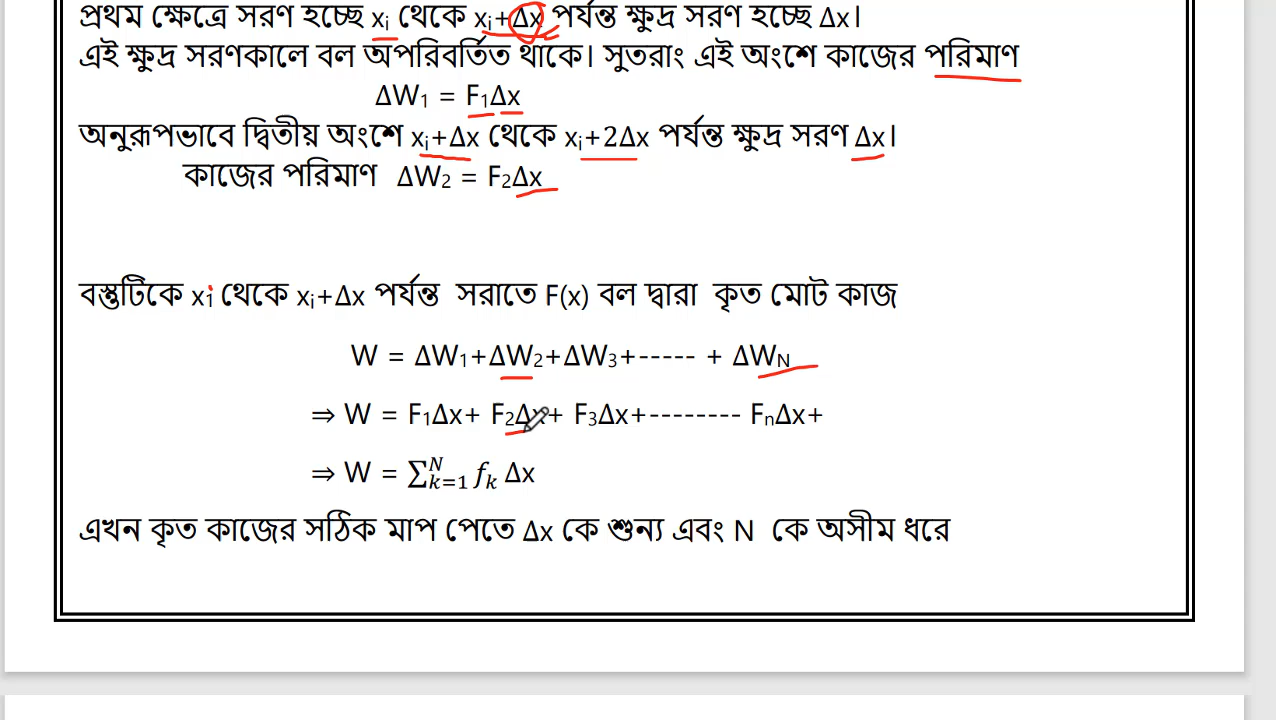 প্রথম ক্ষেত্রে সরণ হচ্ছে xᵢ থেকে xᵢ+Δx পর্যন্ত ক্ষুদ্র সরণ হচ্ছে Δx।
এই ক্ষুদ্র সরণকালে বল অপরিবর্তিত থাকে। সুতরাং এই অংশে কাজের পরিমাণ
ΔW₁ = F₁Δx
অনুরূপভাবে দ্বিতীয় অংশে xᵢ+Δx থেকে xᵢ+2Δx পর্যন্ত ক্ষুদ্র সরণ Δx।
কাজের পরিমাণ ΔW₂ = F₂Δx
বস্তুটিকে x₁ থেকে xᵢ+Δx পর্যন্ত সরাতে F(x) বল দ্বারা কৃত মোট কাজ
W = ΔW₁+ΔW₂+ΔW₃+----- + ΔW_N
⇒ W = F₁Δx+ F₂Δx+ F₃Δx+-------- FₙΔx+
⇒ W = ∑_{k=1}^{N} f_k Δx
এখন কৃত কাজের সঠিক মাপ পেতে Δx কে শুন্য এবং N কে অসীম ধরে